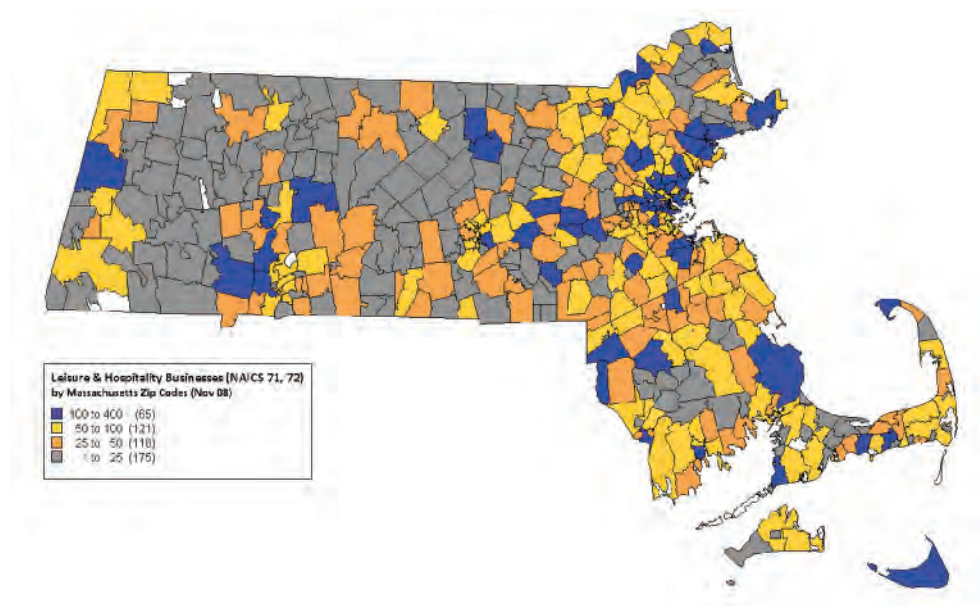 Leisure & Hospitality Businesses (NAICS 71, 72)
by Massachusetts Zip Codes (Nov 08)
100 to 400 (65)
50 to 100 (121)
25 to 50 (118)
1 to 25 (175)